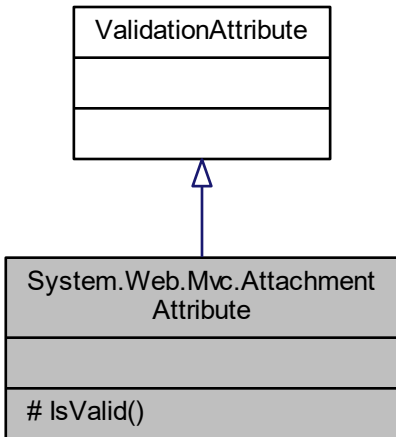 ValidationAttribute
System.Web.Mvc.Attachment
Attribute
# IsValid()